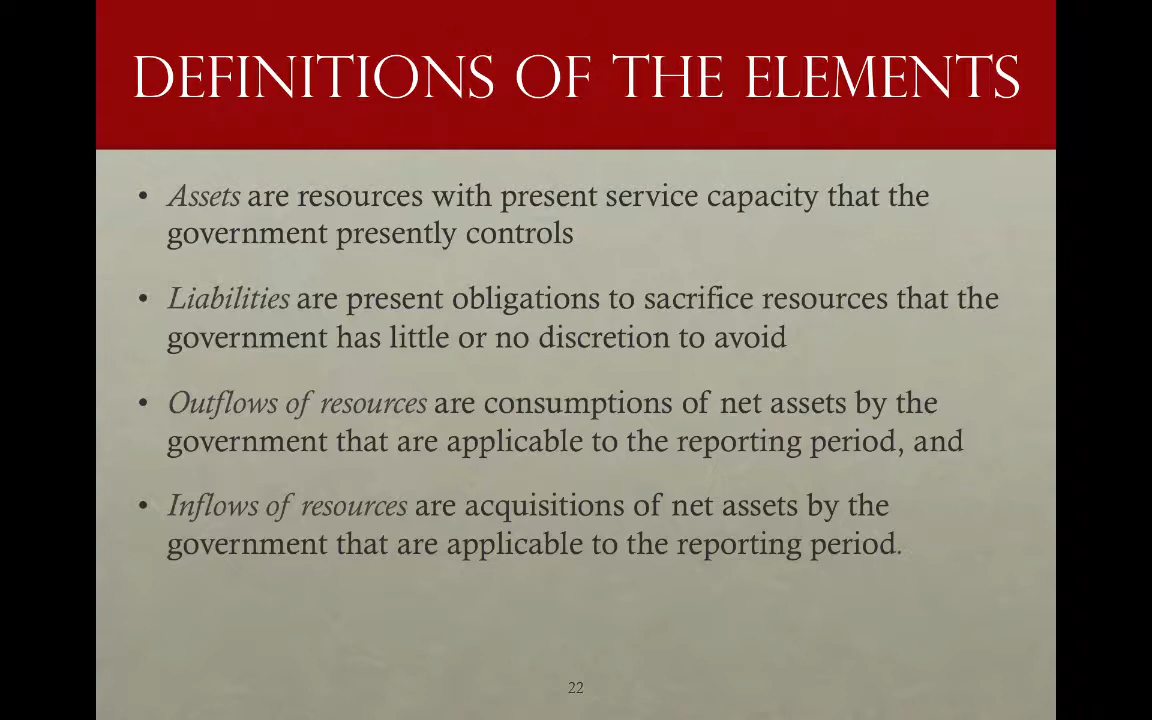 DEFINITIONS OF THE ELEMENTS
• Assets are resources with present service capacity that the
government presently controls
• Liabilities are present obligations to sacrifice resources that the
government has little or no discretion to avoid
• Outflows of resources are consumptions of net assets by the
government that are applicable to the reporting period, and
• Inflows of resources are acquisitions of net assets by the
government that are applicable to the reporting period.
22